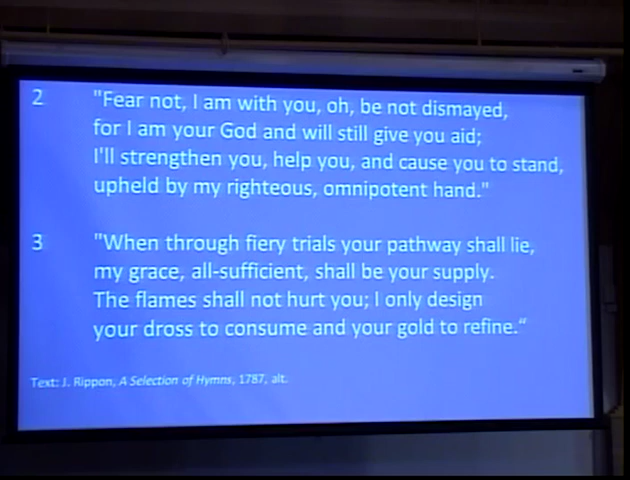 2 "Fear not, I am with you, oh, be not dismayed,
for I am your God and will still give you aid;
I'll strengthen you, help you, and cause you to stand,
upheld by my righteous, omnipotent hand."
3 "When through fiery trials your pathway shall lie,
my grace, all-sufficient, shall be your supply.
The flames shall not hurt you; I only design
your dross to consume and your gold to refine.“
Text: J. Rippon, A Selection of Hymns, 1787, alt.